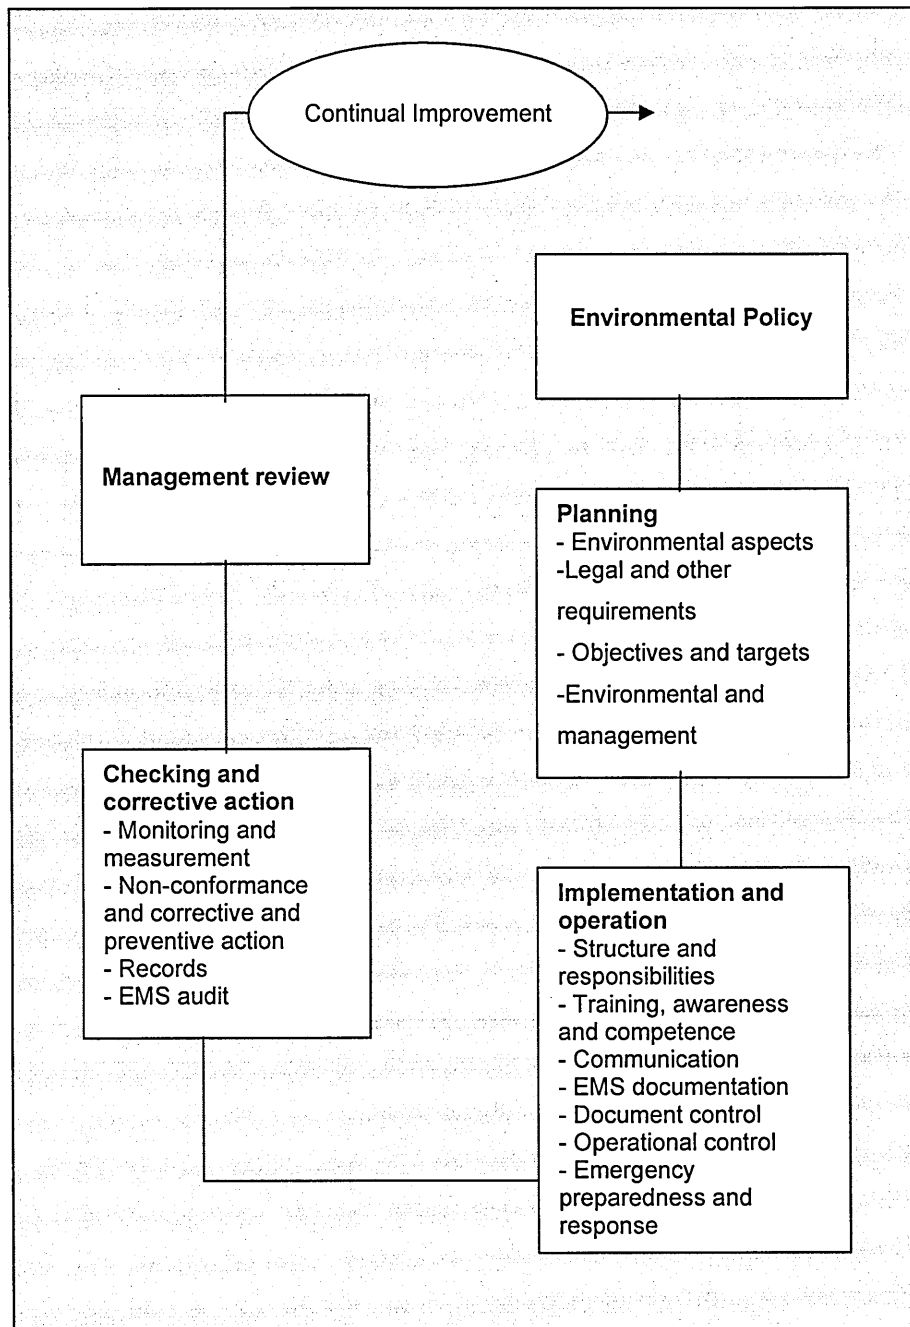 Continual Improvement
Environmental Policy
Management review
Planning
- Environmental aspects
-Legal and other
requirements
- Objectives and targets
-Environmental and
management
Checking and
corrective action
- Monitoring and
measurement
- Non-conformance
and corrective and
preventive action
- Records
- EMS audit
Implementation and
operation
- Structure and
responsibilities
- Training, awareness
and competence
- Communication
- EMS documentation
- Document control
- Operational control
- Emergency
preparedness and
response